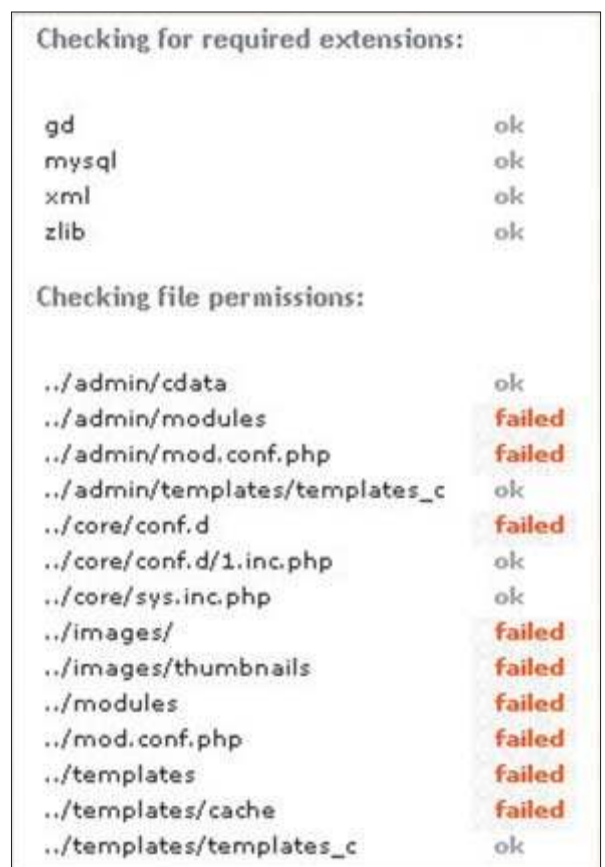 Checking for required extensions:
gd ok
mysql ok
xml ok
zlib ok
Checking file permissions:
../admin/cdata ok
../admin/modules failed
../admin/mod.conf.php failed
../admin/templates/templates_c ok
../core/conf.d failed
../core/conf.d/1.inc.php ok
../core/sys.inc.php ok
../images/ failed
../images/thumbnails failed
../modules failed
../mod.conf.php failed
../templates failed
../templates/cache failed
../templates/templates_c ok